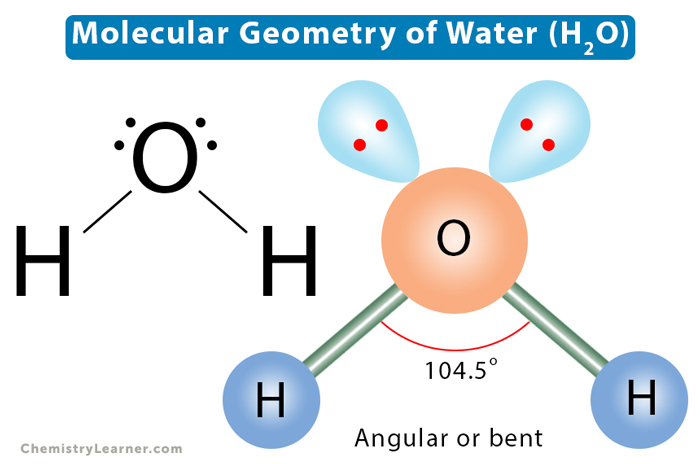 Molecular Geometry of Water (H₂O)
O
H H
O
104.5°
H H
Angular or bent
ChemistryLearner.com